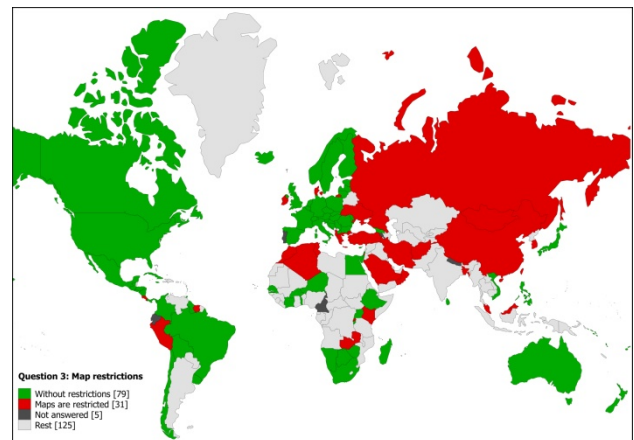 Question 3: Map restrictions
Without restrictions [79]
Maps are restricted [31]
Not answered [5]
Rest [125]